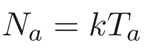 N_a = kT_a